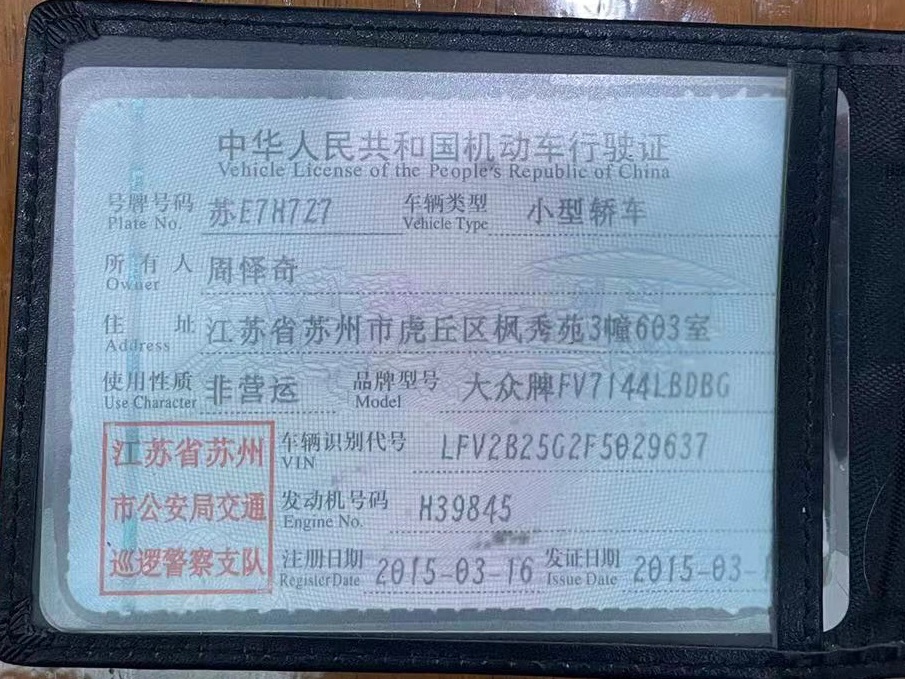 中华人民共和国机动车行驶证
Vehicle License of the People's Republic of China
号牌号码 苏E7H7Z7 车辆类型 小型轿车
Plate No. Vehicle Type
所有人 周怿奇
Owner
住址 江苏省苏州市虎丘区枫秀苑3幢603室
Address
使用性质 非营运 品牌型号 大众牌FV7144LBDBG
Use Character Model
江苏省苏州
市公安局交通
巡逻警察支队
车辆识别代号 LFV2B25G2F5029637
VIN
发动机号码 H39845
Engine No.
注册日期 2015-03-16 发证日期 2015-03-1
Register Date Issue Date